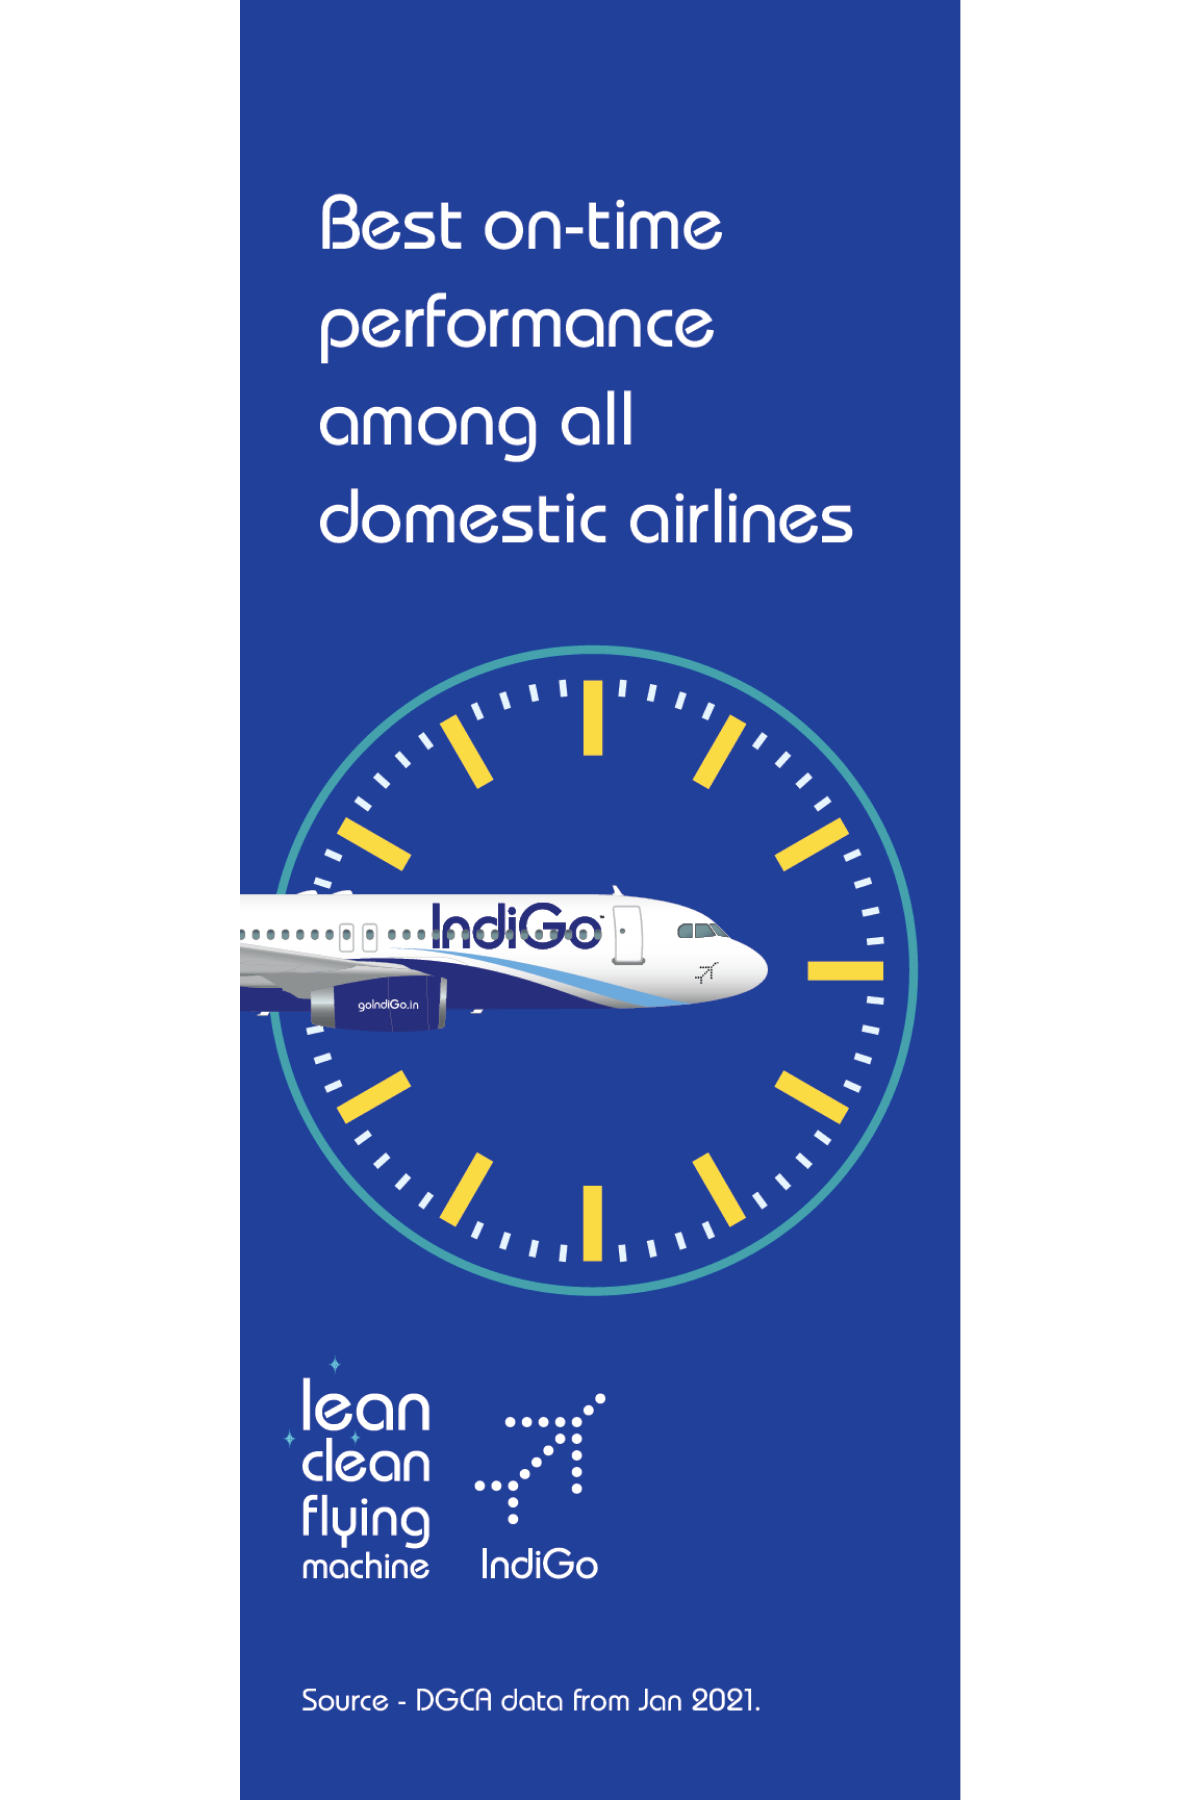 Best on-time
performance
among all
domestic airlines
IndiGo
goIndiGo.in
lean
clean
flying
machine
IndiGo
Source - DGCA data from Jan 2021.